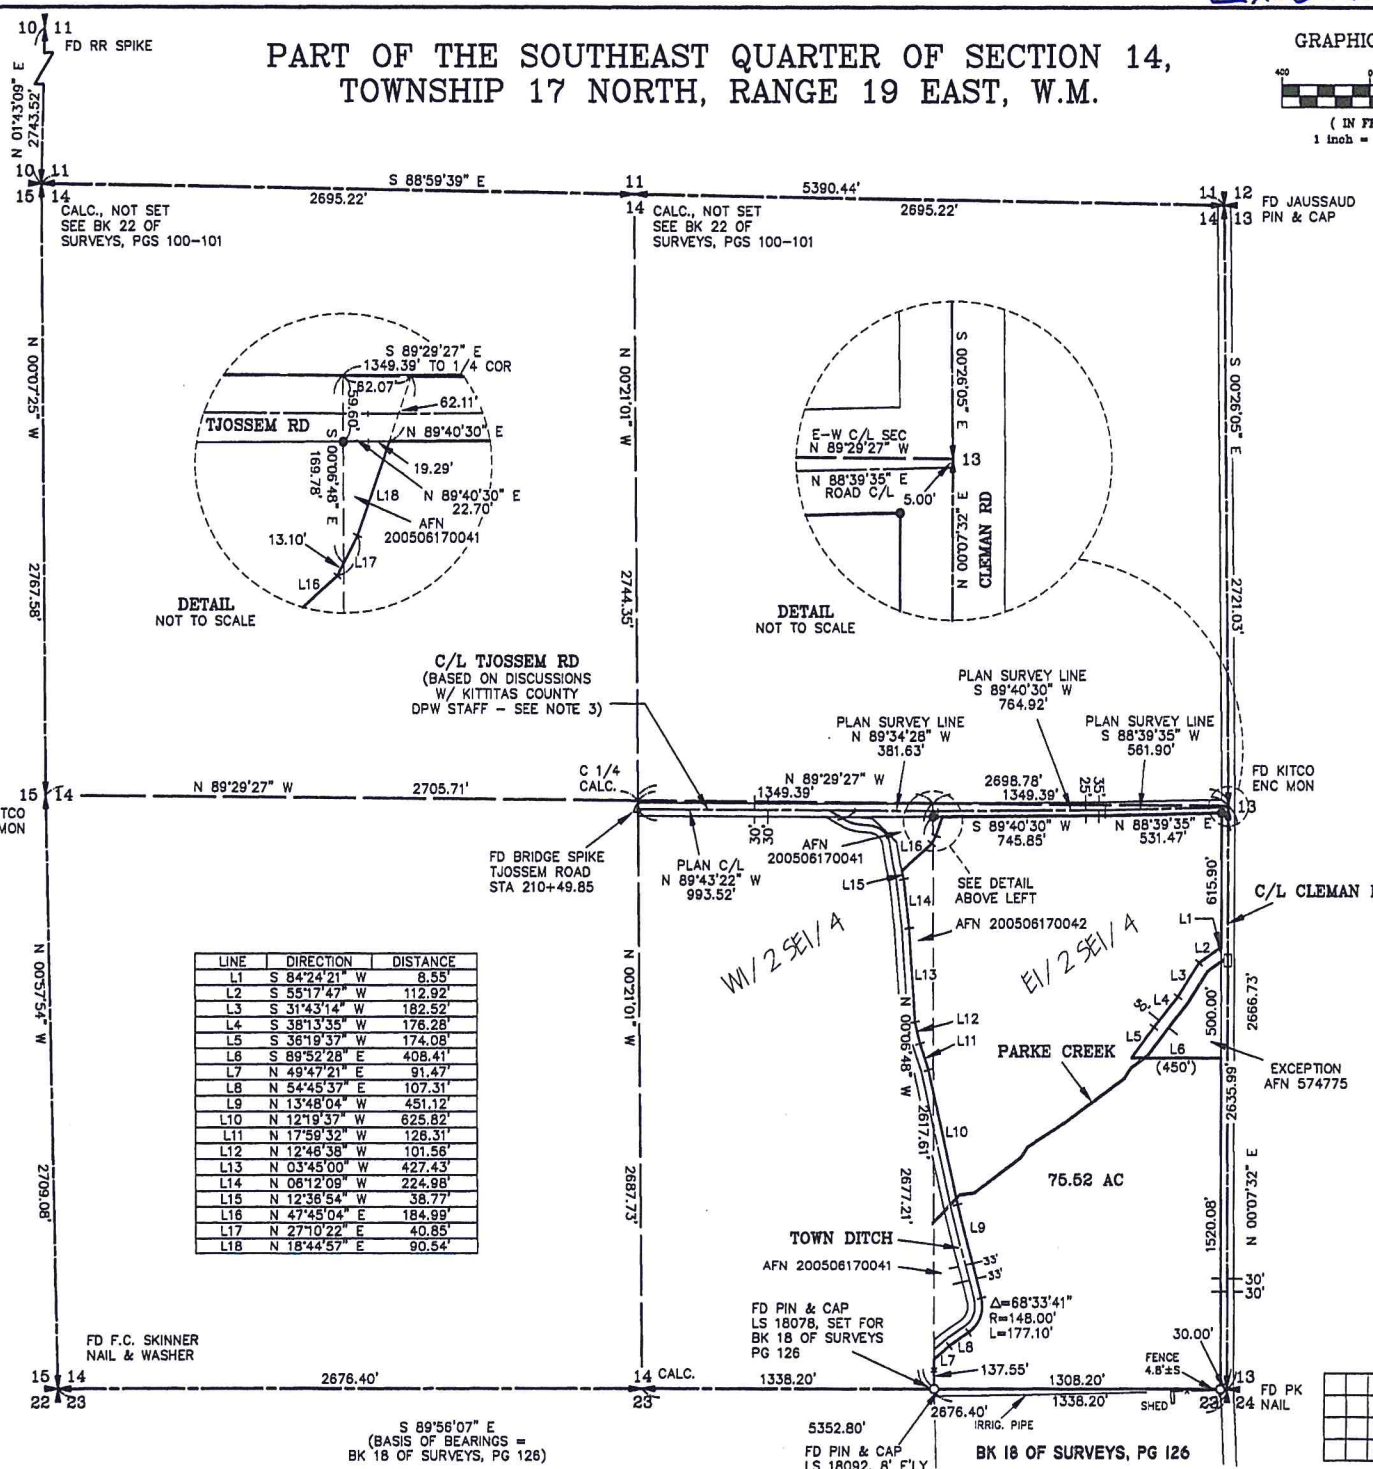 PART OF THE SOUTHEAST QUARTER OF SECTION 14,
TOWNSHIP 17 NORTH, RANGE 19 EAST, W.M.
GRAPHIC
400
0
( IN
1 inch =
10 11
FD RR SPIKE
N 01°43'09" E
2743.52'
10 11
15 14
S 88°59'39" E
2695.22'
CALC., NOT SET
SEE BK 22 OF
SURVEYS, PGS 100-101
11
14
5390.44'
2695.22'
CALC., NOT SET
SEE BK 22 OF
SURVEYS, PGS 100-101
11 12
14 13
FD JAUSSAUD
PIN & CAP
N 00°07'25" W
2767.58'
N 00°21'01" W
2744.35'
S 00°26'05" E
2721.03'
S 89°29'27" E
1349.39' TO 1/4 COR
62.07'
59.60'
62.11'
TJOSSEM RD
N 89°40'30" E
S 00°06'48" E
169.78'
19.29'
L18
N 89°40'30" E
22.70'
AFN
200506170041
13.10'
L17
L16
DETAIL
NOT TO SCALE
S 00°26'05" E
E-W C/L SEC
N 89°29'27" W
13
N 88°39'35" E
ROAD C/L
5.00'
N 00°07'32" E
CLEMAN RD
DETAIL
NOT TO SCALE
C/L TJOSSEM RD
(BASED ON DISCUSSIONS
W/ KITTITAS COUNTY
DPW STAFF - SEE NOTE 3)
PLAN SURVEY LINE
S 89°40'30" W
764.92'
PLAN SURVEY LINE
N 89°34'28" W
381.63'
PLAN SURVEY LINE
S 88°39'35" W
561.90'
15 14
TCO
MON
N 89°29'27" W
2705.71'
C 1/4
CALC.
N 89°29'27" W
1349.39'
2698.78'
1349.39'
25'
35'
FD KITCO
ENC MON
13
30'
30'
S 89°40'30" W
745.85'
N 88°39'35" E
531.47'
FD BRIDGE SPIKE
TJOSSEM ROAD
STA 210+49.85
PLAN C/L
N 89°43'22" W
993.52'
AFN
200506170041
L16
L15
L14
SEE DETAIL
ABOVE LEFT
AFN 200506170042
615.90'
C/L CLEMAN
L1
L2
L3
L4
L5
50'
L6
(450')
500.00'
2666.73'
W1/2 SE1/4
E1/2 SE1/4
L13
L12
L11
N 00°06'48" W
2617.61'
L10
PARKE CREEK
EXCEPTION
AFN 574775
2635.99'
N 00°57'54" W
2709.08'
N 00°21'01" W
2687.73'
LINE DIRECTION DISTANCE
L1 S 84°24'21" W 8.55'
L2 S 55°17'47" W 112.92'
L3 S 31°43'14" W 182.52'
L4 S 38°13'35" W 176.28'
L5 S 36°19'37" W 174.08'
L6 S 89°52'28" E 408.41'
L7 N 49°47'21" E 91.47'
L8 N 54°45'37" E 107.31'
L9 N 13°48'04" W 451.12'
L10 N 12°19'37" W 625.82'
L11 N 17°59'32" W 126.31'
L12 N 12°46'38" W 101.56'
L13 N 03°45'00" W 427.43'
L14 N 06°12'09" W 224.98'
L15 N 12°36'54" W 38.77'
L16 N 47°45'04" E 184.99'
L17 N 27°10'22" E 40.85'
L18 N 18°44'57" E 90.54'
2677.21'
75.52 AC
N 00°07'32" E
1520.08'
L9
TOWN DITCH
AFN 200506170041
33'
33'
30'
30'
Δ=68°33'41"
R=148.00'
L=177.10'
L8
L7
137.55'
FD PIN & CAP
LS 18078, SET FOR
BK 18 OF SURVEYS
PG 126
30.00'
FENCE
4.8'±S
FD F.C. SKINNER
NAIL & WASHER
15 14
22 23
2676.40'
14
23
CALC.
1338.20'
1308.20'
1338.20'
2676.40'
IRRIG. PIPE
SHED
13
23 24
FD PK
NAIL
S 89°56'07" E
(BASIS OF BEARINGS =
BK 18 OF SURVEYS, PG 126)
5352.80'
FD PIN & CAP
LS 18092, 8' E'LY
BK 18 OF SURVEYS, PG 126